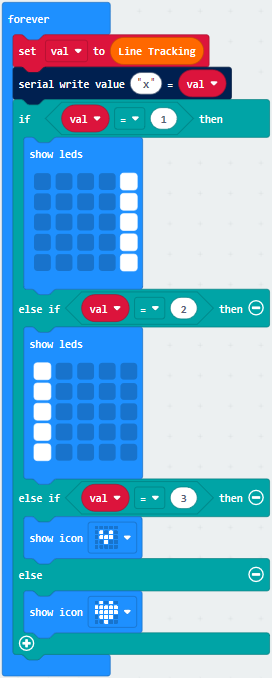 forever
set val to Line Tracking
serial write value "x" = val
if val = 1 then
show leds
else if val = 2 then
show leds
else if val = 3 then
show icon
else
show icon